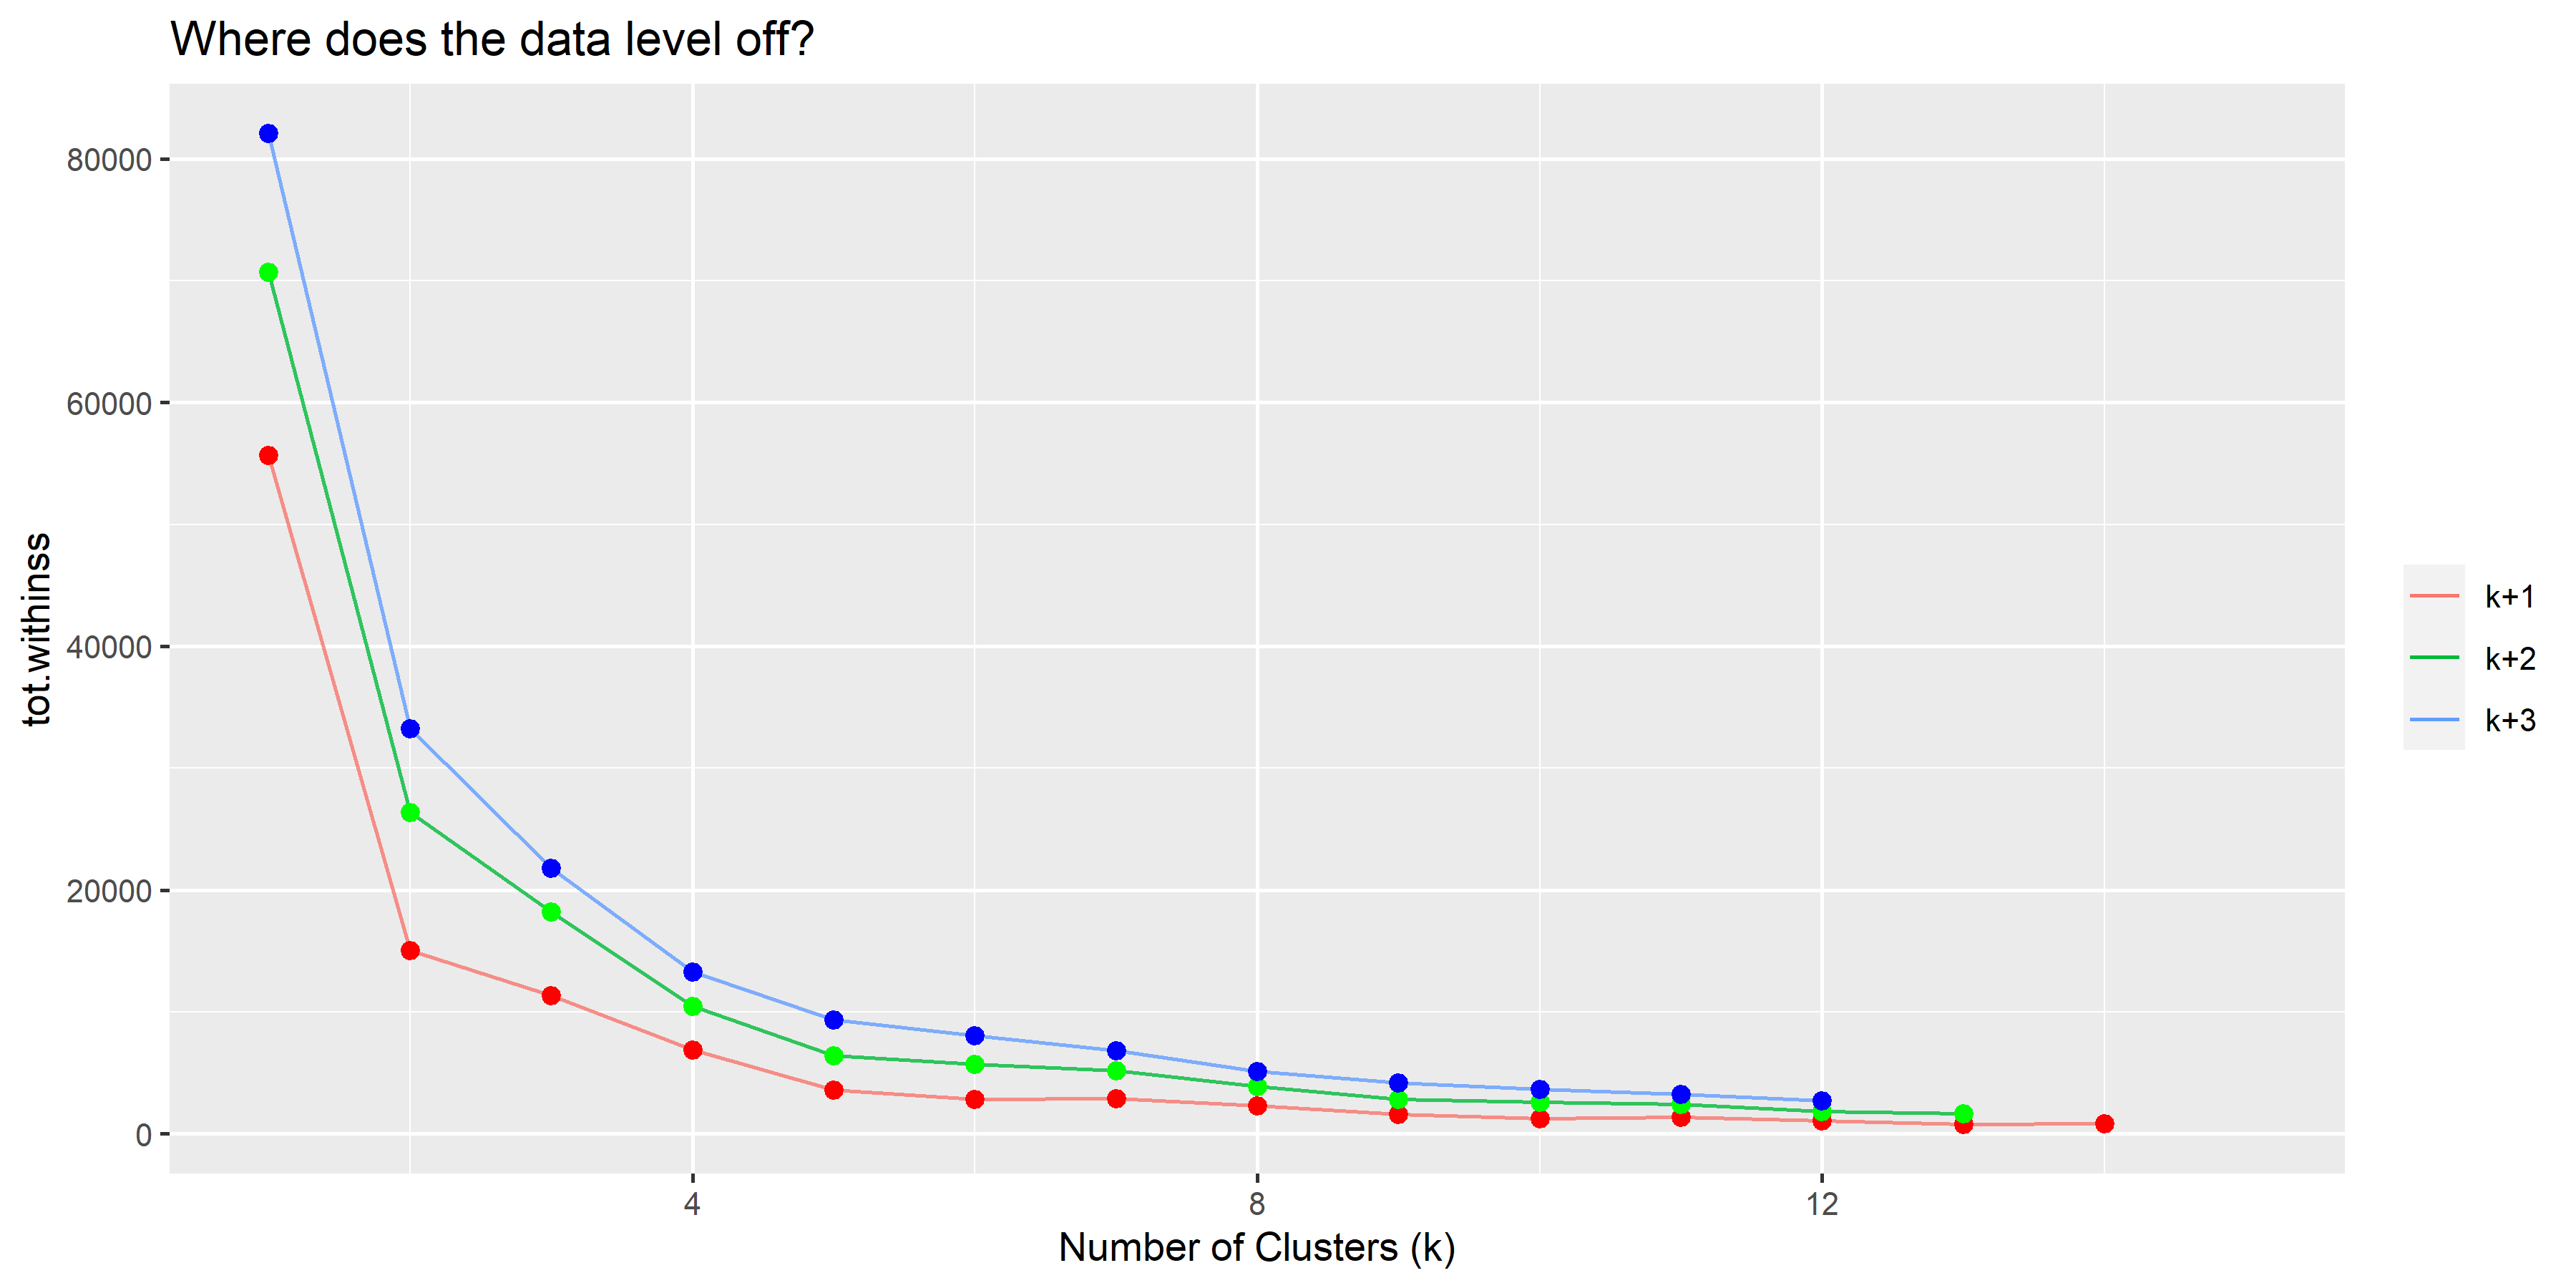 Where does the data level off?
80000
60000
40000
20000
0
tot.withinss
4
8
12
Number of Clusters (k)
k+1
k+2
k+3